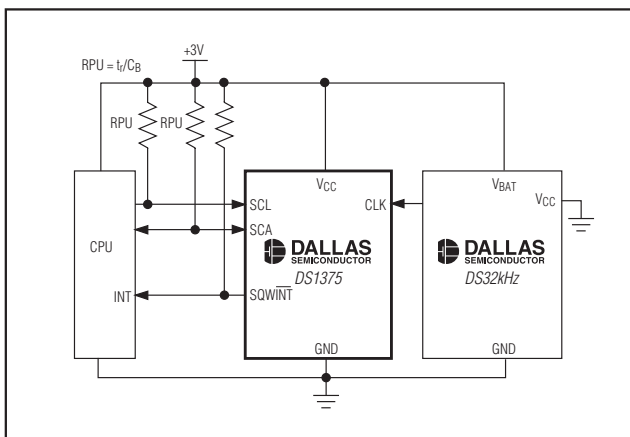 +3V
RPU = tr/CB
RPU
RPU
VCC
VBAT
VCC
SCL
CLK
SCA
CPU
DALLAS
SEMICONDUCTOR
DS1375
DALLAS
SEMICONDUCTOR
DS32kHz
INT
SQWINT
GND
GND